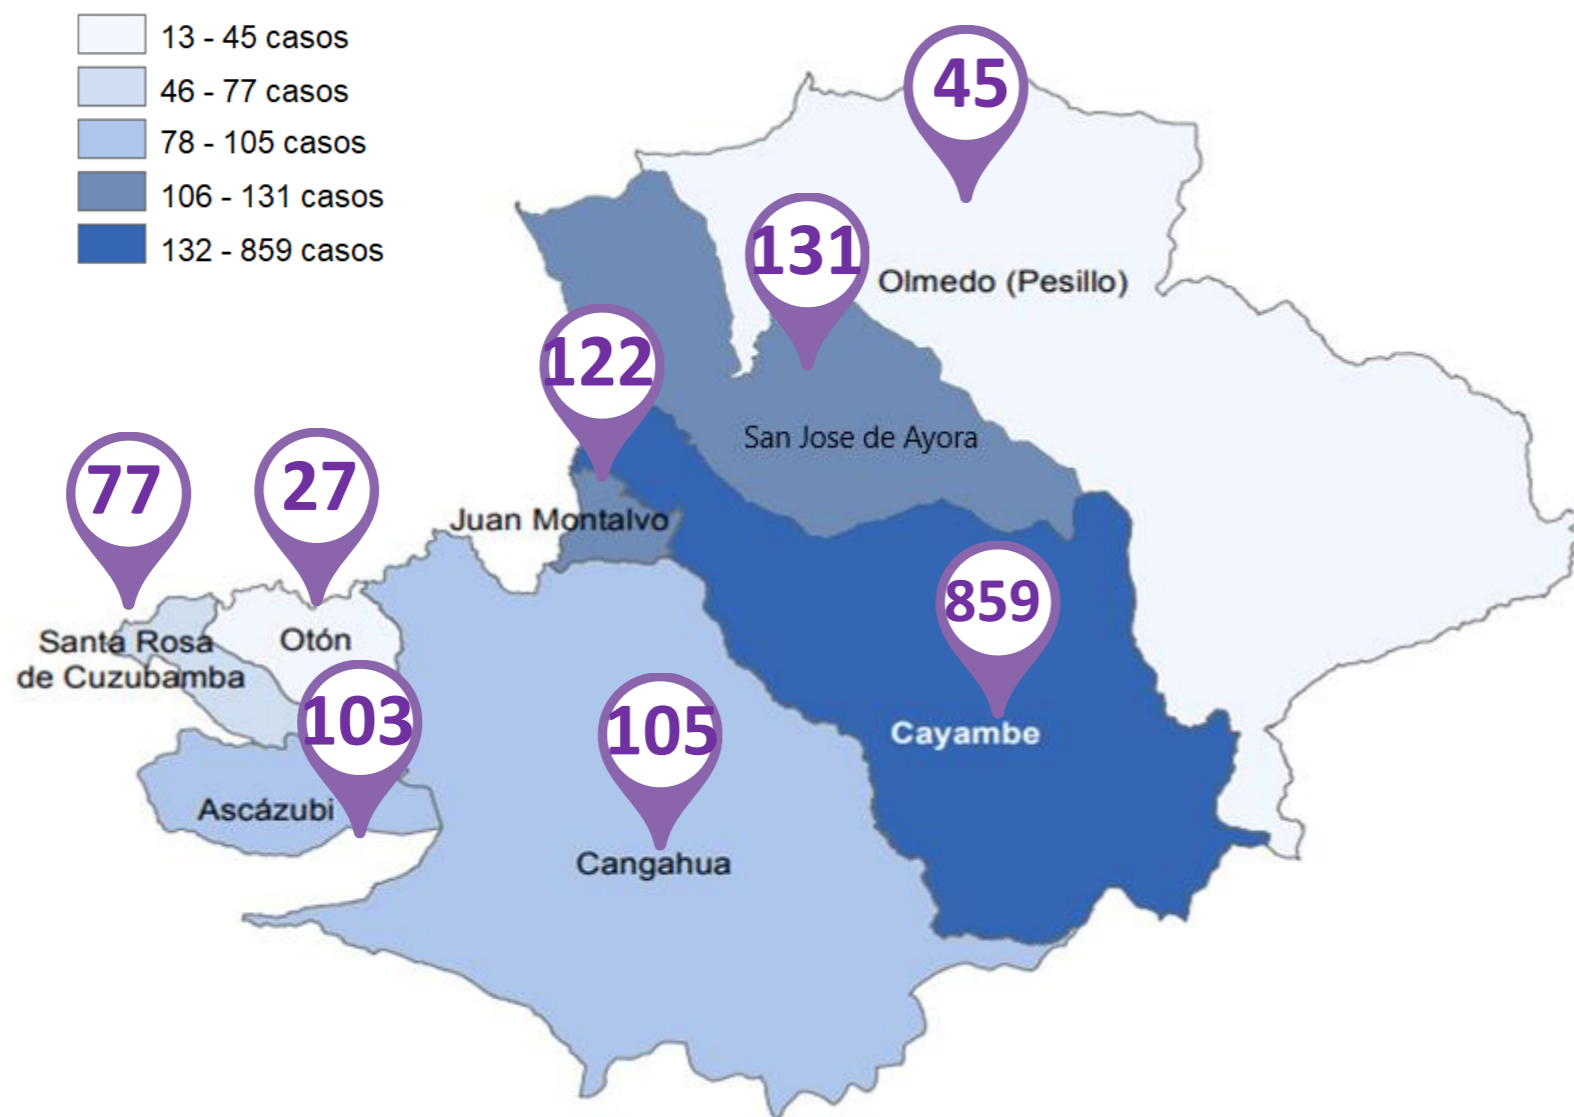 13 - 45 casos
46 - 77 casos
78 - 105 casos
106 - 131 casos
132 - 859 casos
45
131
Olmedo (Pesillo)
122
San Jose de Ayora
77
27
Juan Montalvo
859
Santa Rosa
de Cuzubamba
Otón
103
105
Cayambe
Ascázubi
Cangahua